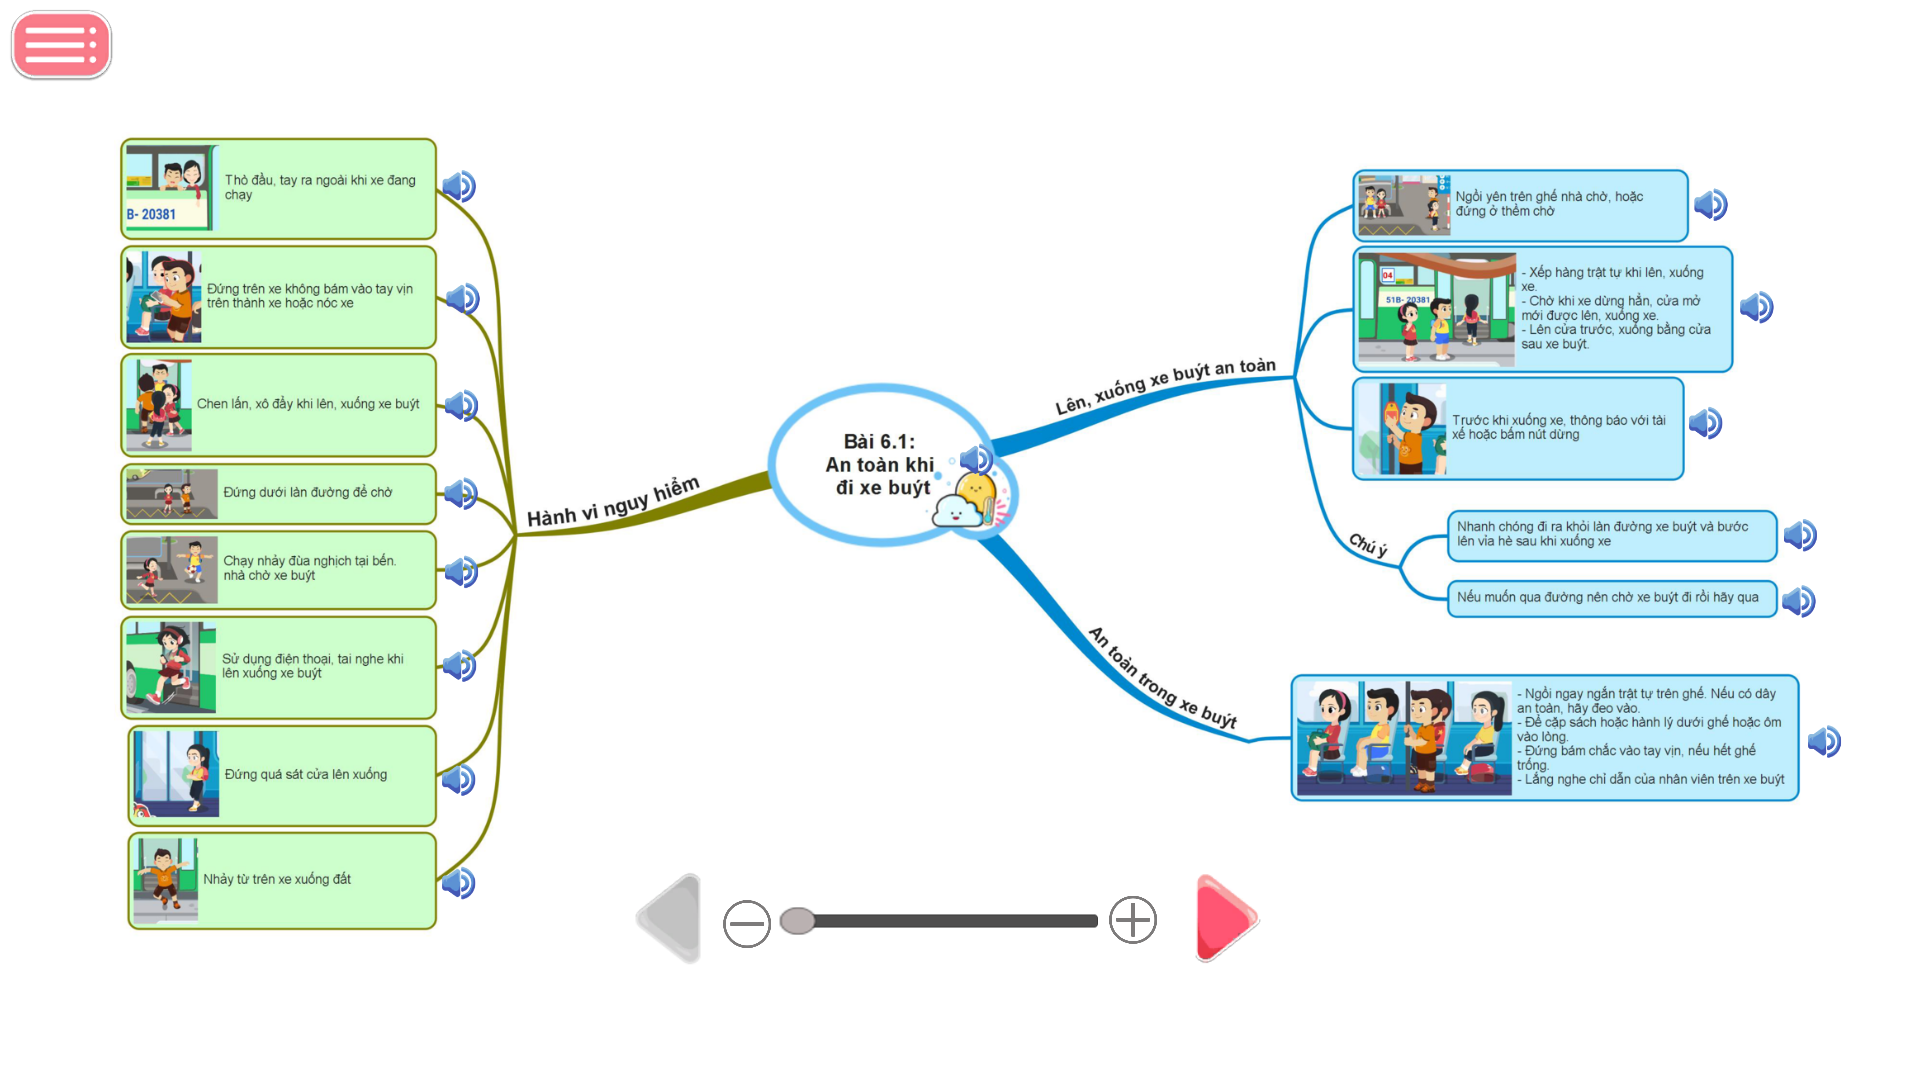 Thò đầu, tay ra ngoài khi xe đang
chạy
B- 20381
Đứng trên xe không bám vào tay vịn
trên thành xe hoặc nóc xe
Chen lấn, xô đẩy khi lên, xuống xe buýt
Đứng dưới làn đường để chờ
Chạy nhảy đùa nghịch tại bến.
nhà chờ xe buýt
Sử dụng điện thoại, tai nghe khi
lên xuống xe buýt
Đứng quá sát cửa lên xuống
Nhảy từ trên xe xuống đất
Hành vi nguy hiểm
Bài 6.1:
An toàn khi
đi xe buýt
Lên, xuống xe buýt an toàn
Ngồi yên trên ghế nhà chờ, hoặc
đứng ở thềm chờ
04
51B- 20381
- Xếp hàng trật tự khi lên, xuống
xe.
- Chờ khi xe dừng hẳn, cửa mở
mới được lên, xuống xe.
- Lên cửa trước, xuống bằng cửa
sau xe buýt.
Trước khi xuống xe, thông báo với tài
xế hoặc bấm nút dừng
Chú ý
Nhanh chóng đi ra khỏi làn đường xe buýt và bước
lên vỉa hè sau khi xuống xe
Nếu muốn qua đường nên chờ xe buýt đi rồi hãy qua
An toàn trong xe buýt
- Ngồi ngay ngắn trật tự trên ghế. Nếu có dây
an toàn, hãy đeo vào.
- Để cặp sách hoặc hành lý dưới ghế hoặc ôm
vào lòng.
- Đứng bám chắc vào tay vịn, nếu hết ghế
trống.
- Lắng nghe chỉ dẫn của nhân viên trên xe buýt